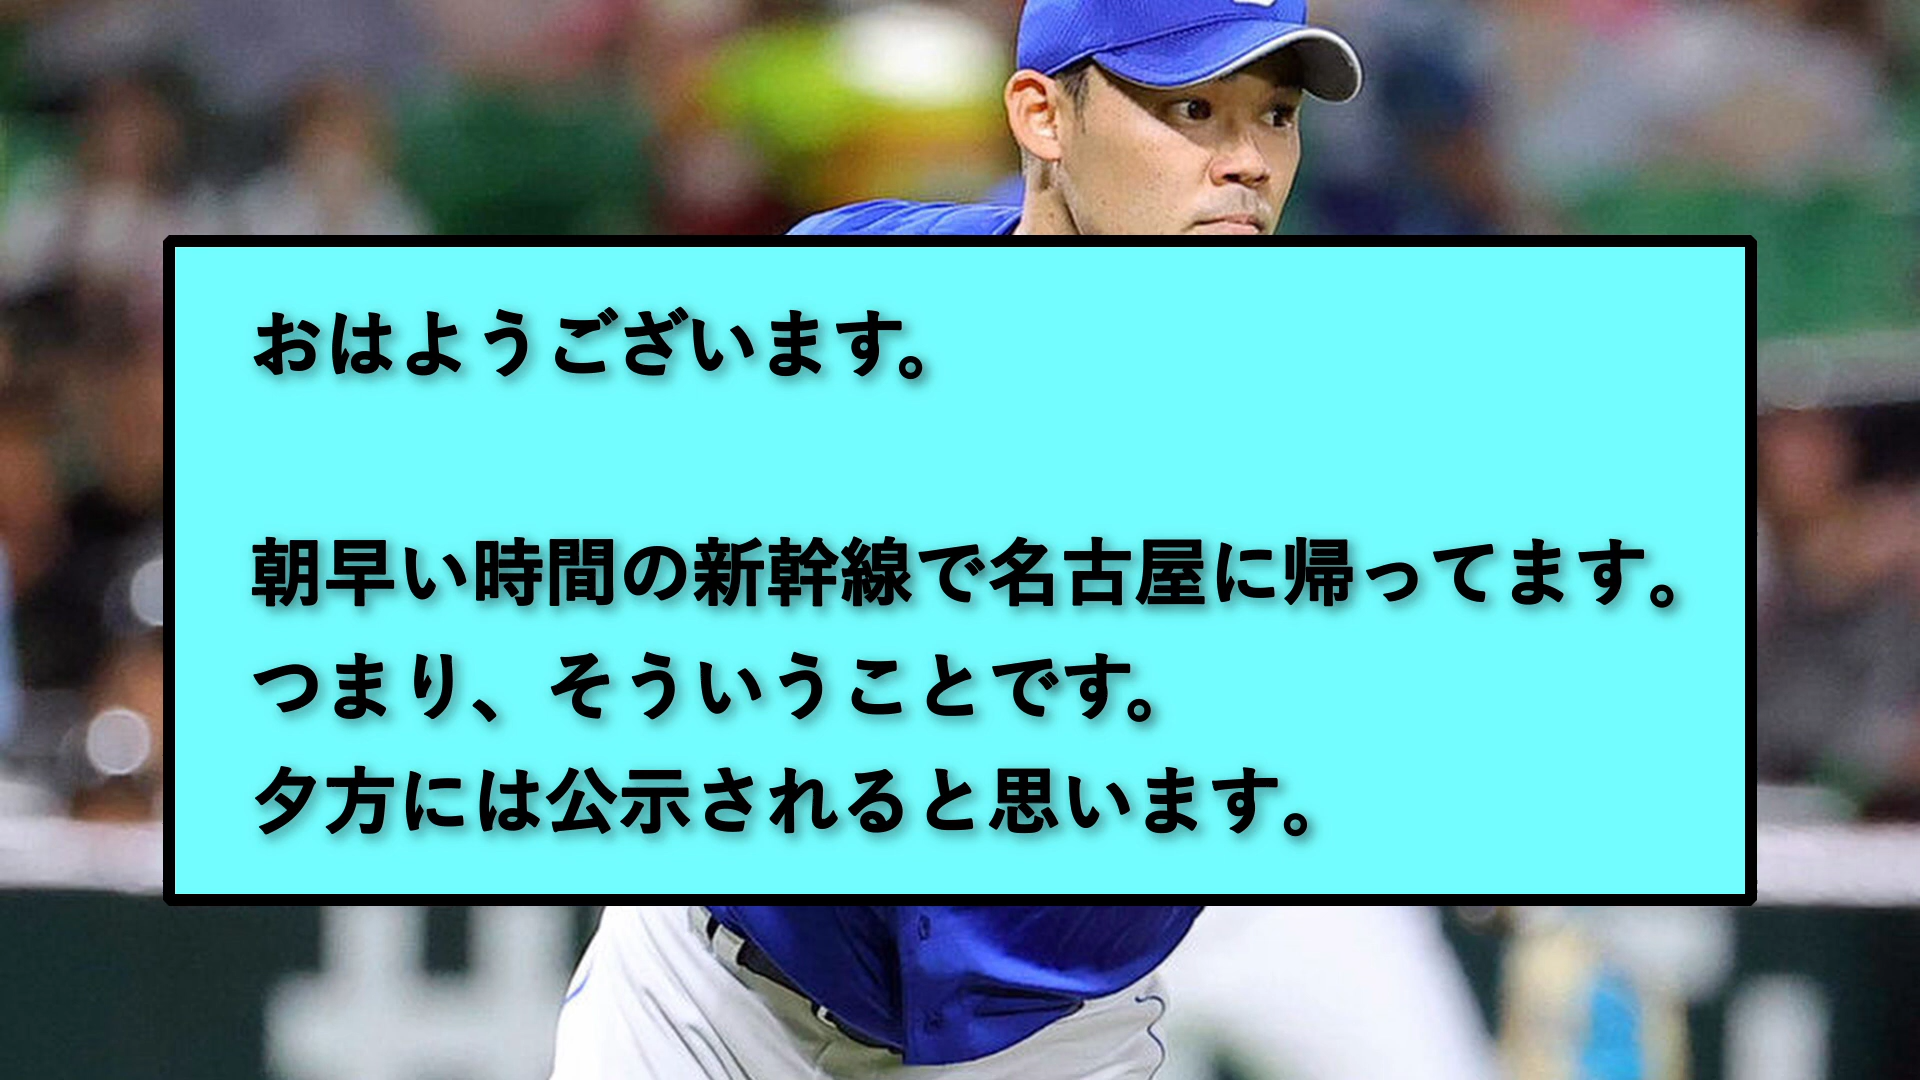 おはようございます。
朝早い時間の新幹線で名古屋に帰ってます。
つまり、そういうことです。
夕方には公示されると思います。